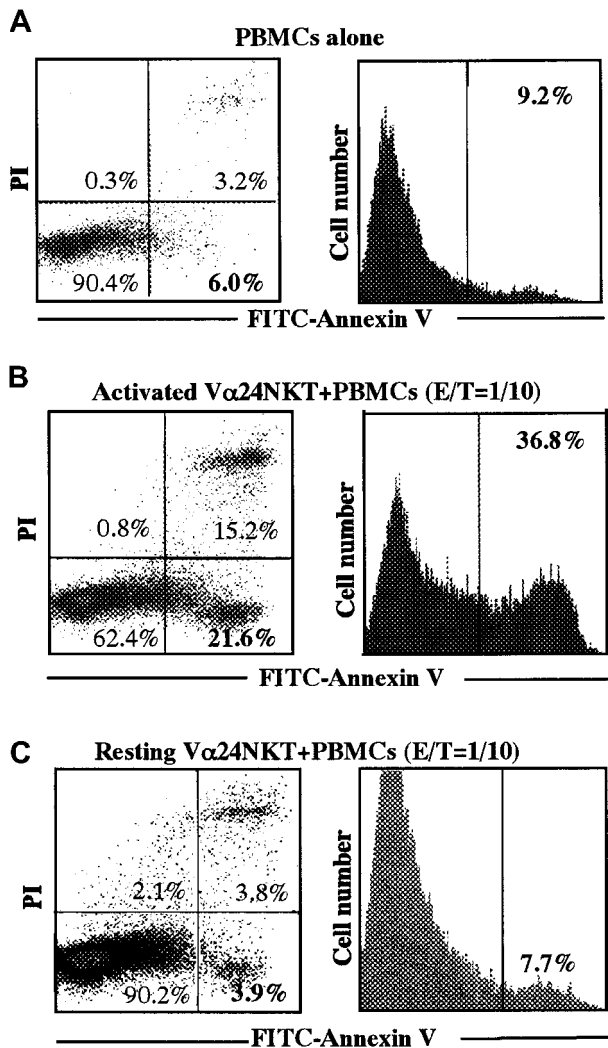 A
PBMCs alone
PI
0.3%
3.2%
90.4%
6.0%
Cell number
9.2%
FITC-Annexin V
B
Activated Vα24NKT+PBMCs (E/T=1/10)
PI
0.8%
15.2%
62.4%
21.6%
Cell number
36.8%
FITC-Annexin V
C
Resting Vα24NKT+PBMCs (E/T=1/10)
PI
2.1%
3,8%
90.2%
3.9%
Cell number
7.7%
FITC-Annexin V